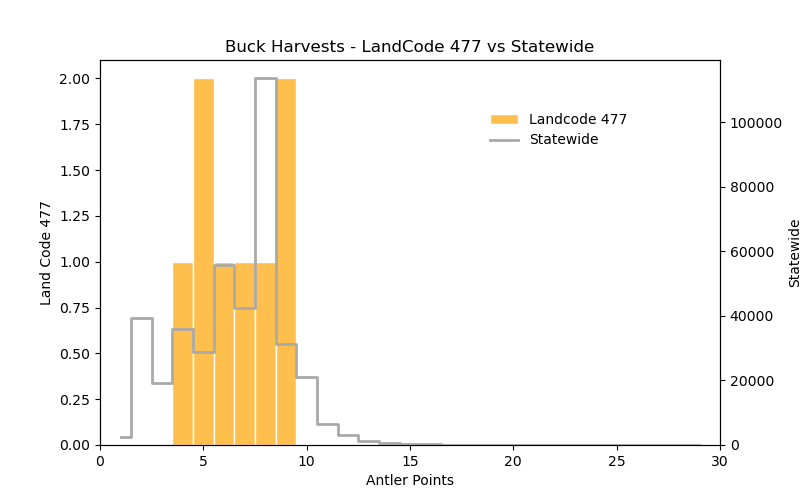 Buck Harvests - LandCode 477 vs Statewide
2.00
1.75
1.50
1.25
1.00
0.75
0.50
0.25
0.00
Land Code 477
Landcode 477
Statewide
100000
80000
60000
40000
20000
0
Statewide
0 5 10 15 20 25 30
Antler Points